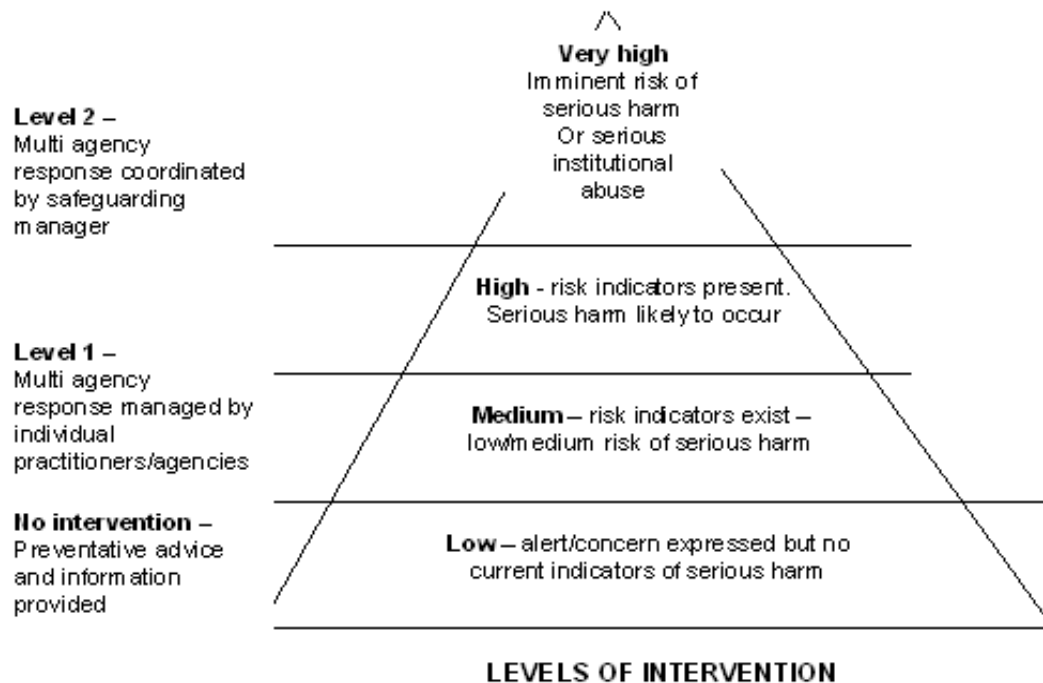 Very high
Imminent risk of
serious harm
Or serious
institutional
abuse
Level 2 –
Multi agency
response coordinated
by safeguarding
manager
High - risk indicators present.
Serious harm likely to occur
Level 1 –
Multi agency
response managed by
individual
practitioners/agencies
Medium – risk indicators exist –
low/medium risk of serious harm
No intervention –
Preventative advice
and information
provided
Low – alert/concern expressed but no
current indicators of serious harm
LEVELS OF INTERVENTION